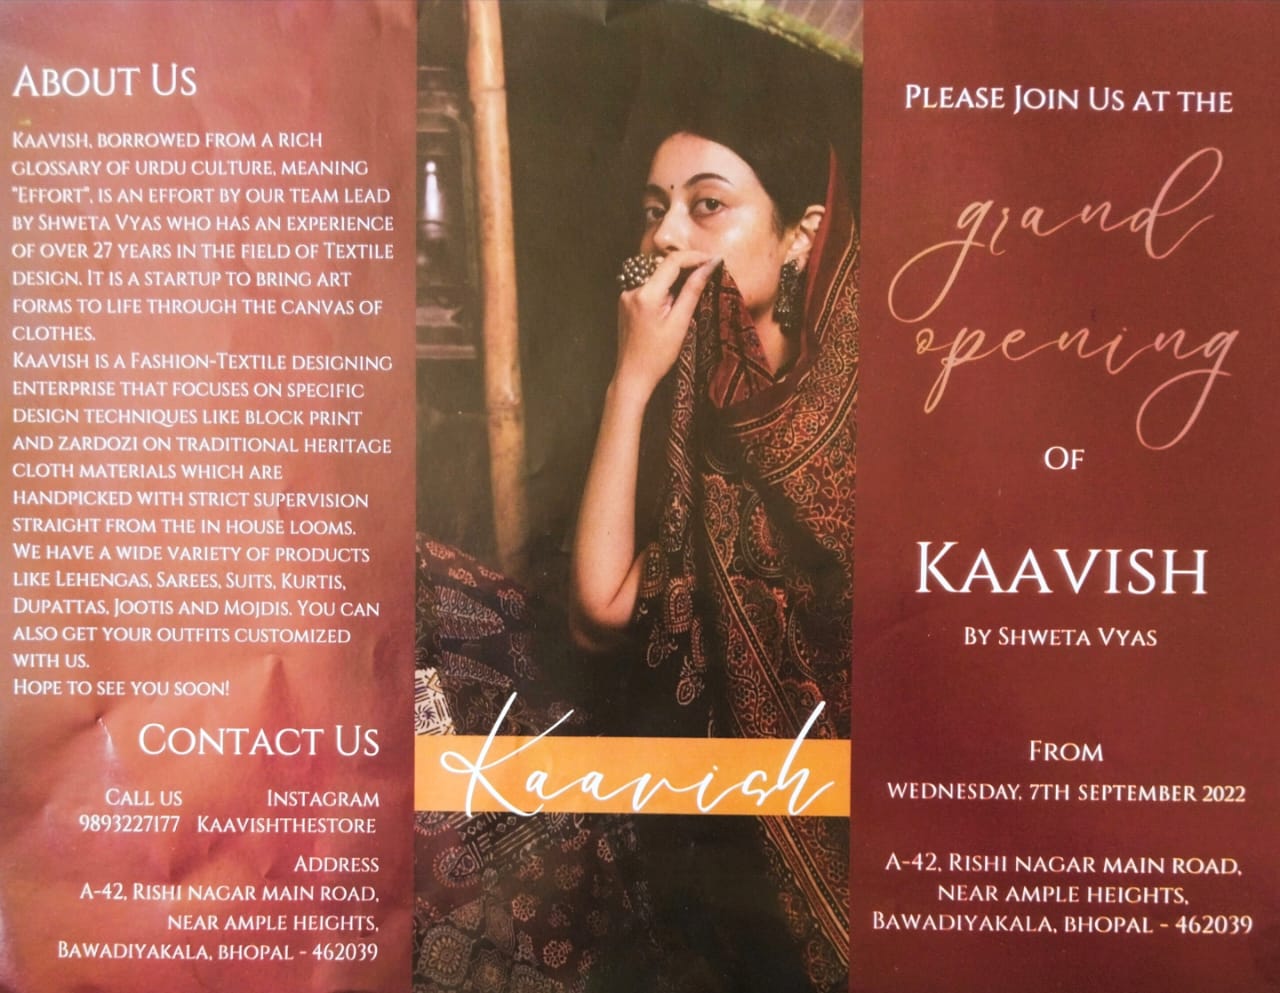 About Us
Kaavish, borrowed from a rich
glossary of Urdu culture, meaning
"Effort", is an effort by our team lead
by Shweta Vyas who has an experience
of over 27 years in the field of Textile
design. It is a startup to bring art
forms to life through the canvas of
clothes.
Kaavish is a Fashion-Textile designing
enterprise that focuses on specific
design techniques like block print
and zardozi on traditional heritage
cloth materials which are
handpicked with strict supervision
straight from the in house looms.
We have a wide variety of products
like Lehengas, Sarees, Suits, Kurtis,
Dupattas, Jootis and Mojdis. You can
also get your outfits customized
with us.
Hope to see you soon!
Contact Us
Call us
9893227177
Instagram
Kaavishthestore
Address
A-42, Rishi nagar main road,
near ample heights,
Bawadiyakala, bhopal - 462039
Kaavish
Please Join Us at the
grand
opening
Of
Kaavish
By Shweta Vyas
From
Wednesday, 7th September 2022
A-42, Rishi nagar main road,
near ample heights,
Bawadiyakala, bhopal - 462039